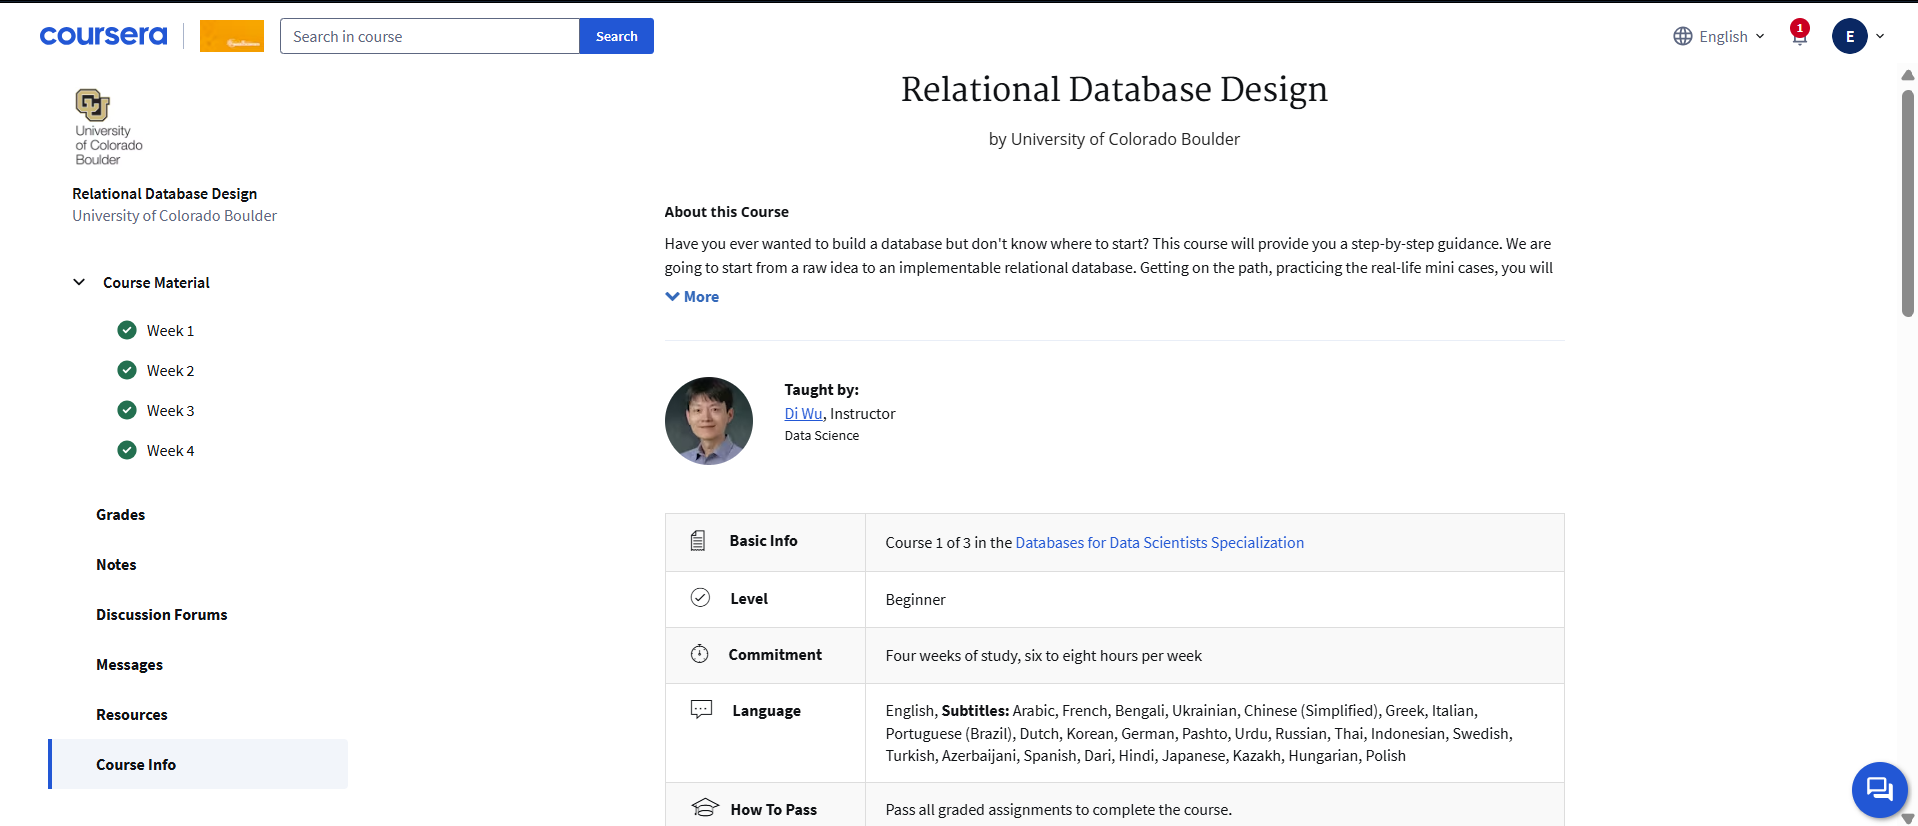 coursera
Search in course
Search
English
1
E
University
of Colorado
Boulder
Relational Database Design
University of Colorado Boulder
Course Material
Week 1
Week 2
Week 3
Week 4
Grades
Notes
Discussion Forums
Messages
Resources
Course Info
Relational Database Design
by University of Colorado Boulder
About this Course
Have you ever wanted to build a database but don't know where to start? This course will provide you a step-by-step guidance. We are
going to start from a raw idea to an implementable relational database. Getting on the path, practicing the real-life mini cases, you will
More
Taught by:
Di Wu, Instructor
Data Science
Basic Info
Course 1 of 3 in the Databases for Data Scientists Specialization
Level
Beginner
Commitment
Four weeks of study, six to eight hours per week
Language
English, Subtitles: Arabic, French, Bengali, Ukrainian, Chinese (Simplified), Greek, Italian,
Portuguese (Brazil), Dutch, Korean, German, Pashto, Urdu, Russian, Thai, Indonesian, Swedish,
Turkish, Azerbaijani, Spanish, Dari, Hindi, Japanese, Kazakh, Hungarian, Polish
How To Pass
Pass all graded assignments to complete the course.